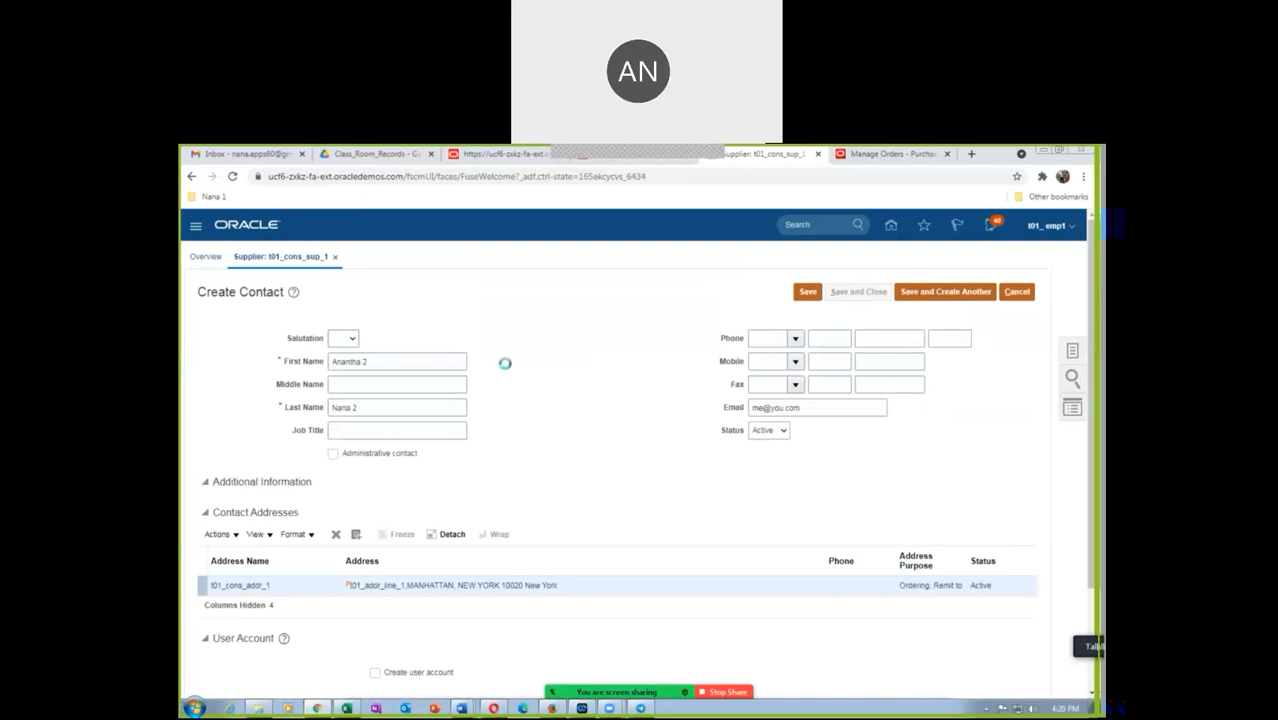 AN
Inbox - nana.apps60@gm
Class_Room_Records - G
https://ucf6-zxkz-fa-ext.
upplier: t01_cons_sup_1
Manage Orders - Purcha
ucf6-zxkz-fa-ext.oracledemos.com/fscmUI/faces/FuseWelcome?_adf.ctrl-state=165ekcycvs_6434
Nana 1
Other bookmarks
ORACLE
Search
t01_emp1
Overview
Supplier: t01_cons_sup_1
Create Contact
Save
Save and Close
Save and Create Another
Cancel
Salutation
Phone
* First Name Anantha 2
Mobile
Middle Name
Fax
* Last Name Nana 2
Email me@you.com
Job Title
Status Active
Administrative contact
Additional Information
Contact Addresses
Actions View Format Freeze Detach Wrap
Address Name Address Phone Address Purpose Status
t01_cons_addr_1 t01_addr_line_1,MANHATTAN, NEW YORK 10020 New York Ordering; Remit to Active
Columns Hidden 4
User Account
Create user account
You are screen sharing
Stop Share
4:20 PM